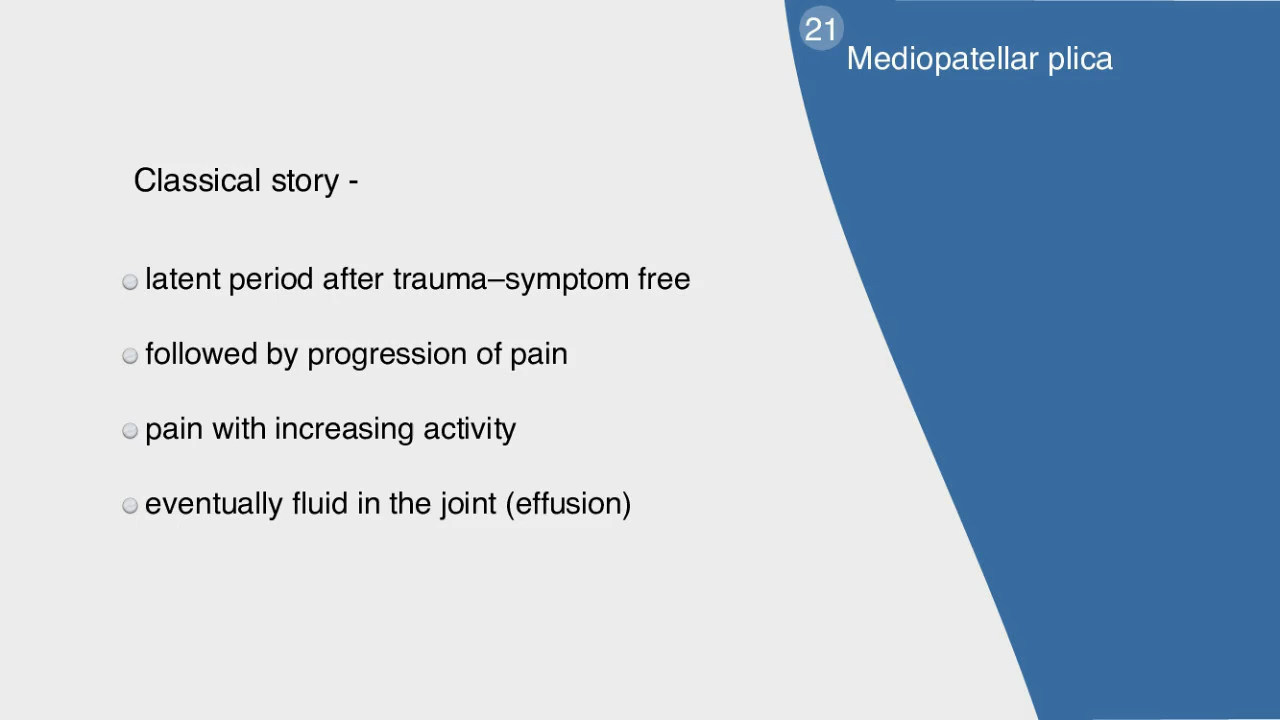 21
Mediopatellar plica
Classical story -
latent period after trauma–symptom free
followed by progression of pain
pain with increasing activity
eventually fluid in the joint (effusion)